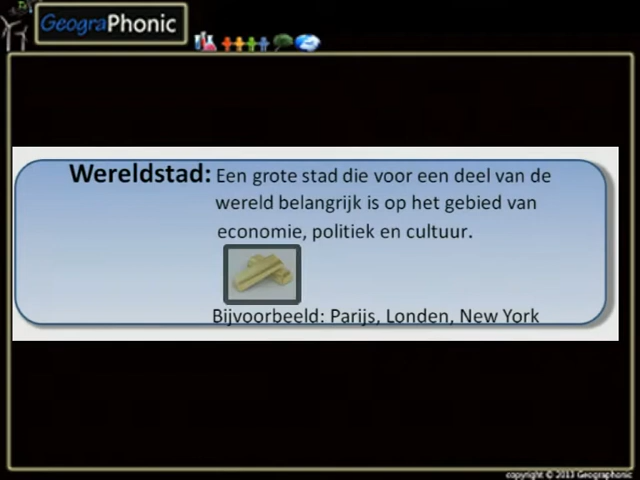 GeograPhonic
Wereldstad: Een grote stad die voor een deel van de
wereld belangrijk is op het gebied van
economie, politiek en cultuur.
Bijvoorbeeld: Parijs, Londen, New York
copyright © 2013 Geographonic